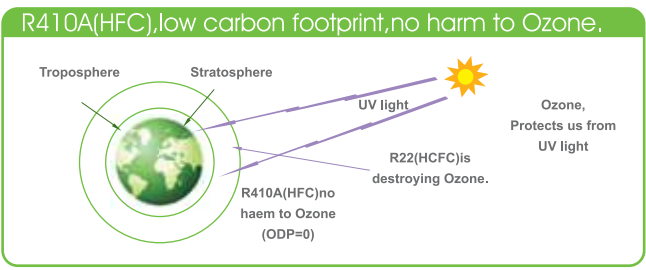 R410A(HFC),low carbon footprint,no harm to Ozone.
Troposphere
Stratosphere
UV light
Ozone,
Protects us from
UV light
R22(HCFC)is
destroying Ozone.
R410A(HFC)no
haem to Ozone
(ODP=0)